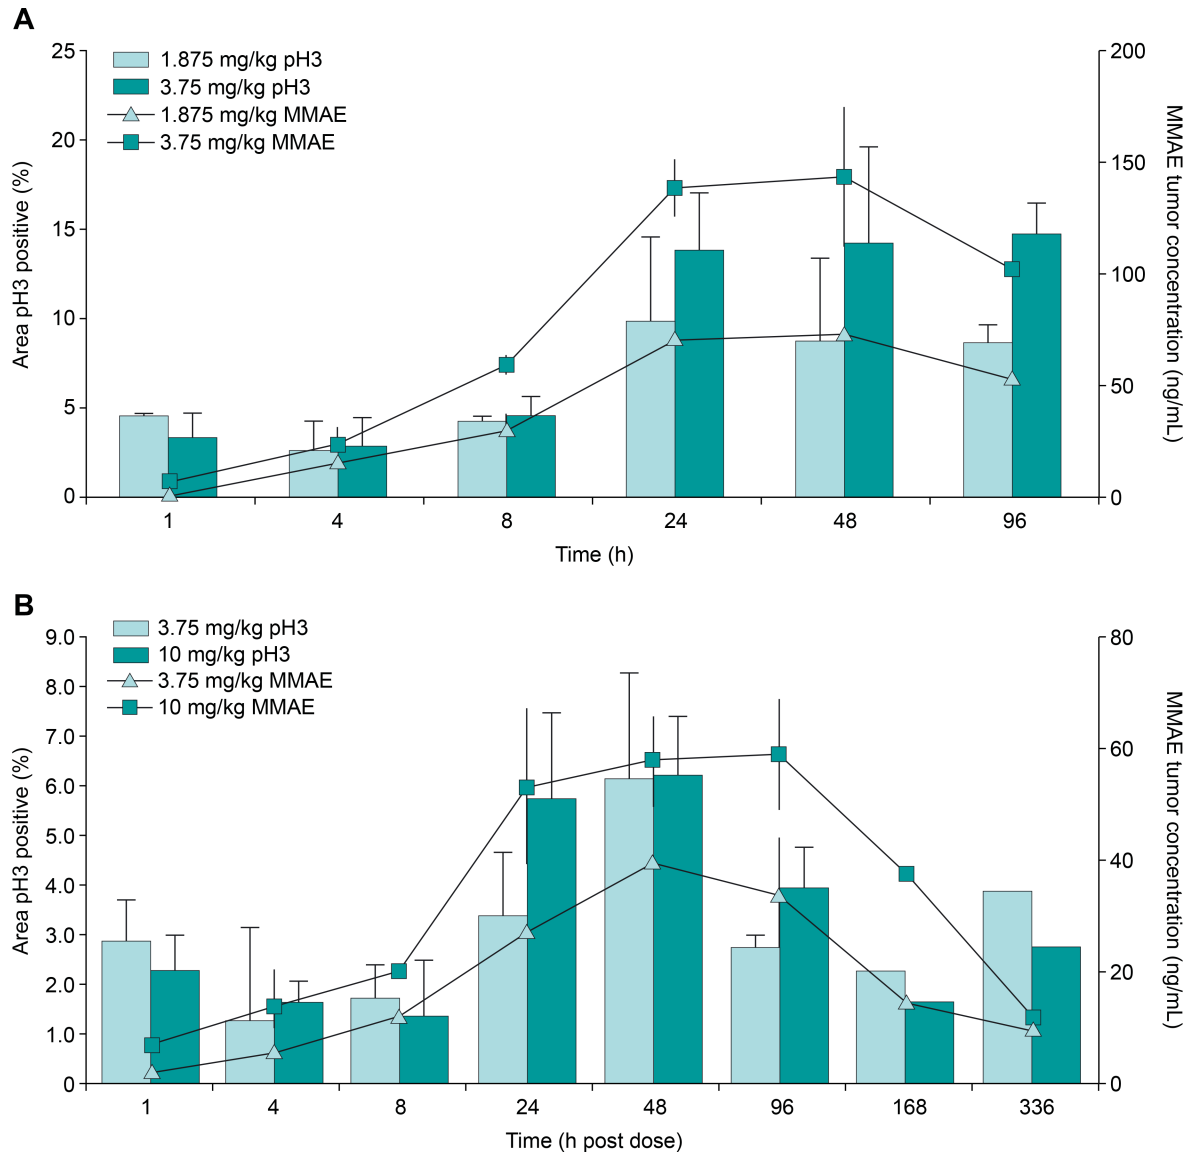 A
1.875 mg/kg pH3
3.75 mg/kg pH3
1.875 mg/kg MMAE
3.75 mg/kg MMAE
Area pH3 positive (%)
25
20
15
10
5
0
200
150
100
50
0
MMAE tumor concentration (ng/mL)
1 4 8 24 48 96
Time (h)
B
3.75 mg/kg pH3
10 mg/kg pH3
3.75 mg/kg MMAE
10 mg/kg MMAE
Area pH3 positive (%)
9.0
8.0
7.0
6.0
5.0
4.0
3.0
2.0
1.0
0
80
60
40
20
0
MMAE tumor concentration (ng/mL)
1 4 8 24 48 96 168 336
Time (h post dose)